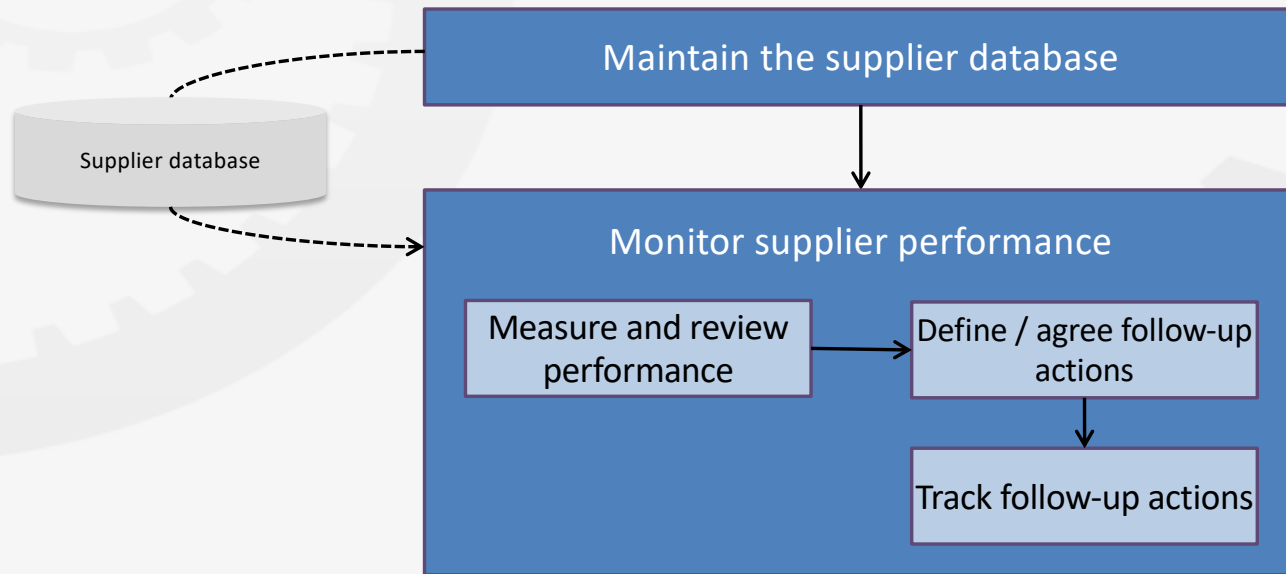 Maintain the supplier database
Supplier database
Monitor supplier performance
Measure and review
performance
Define / agree follow-up
actions
Track follow-up actions